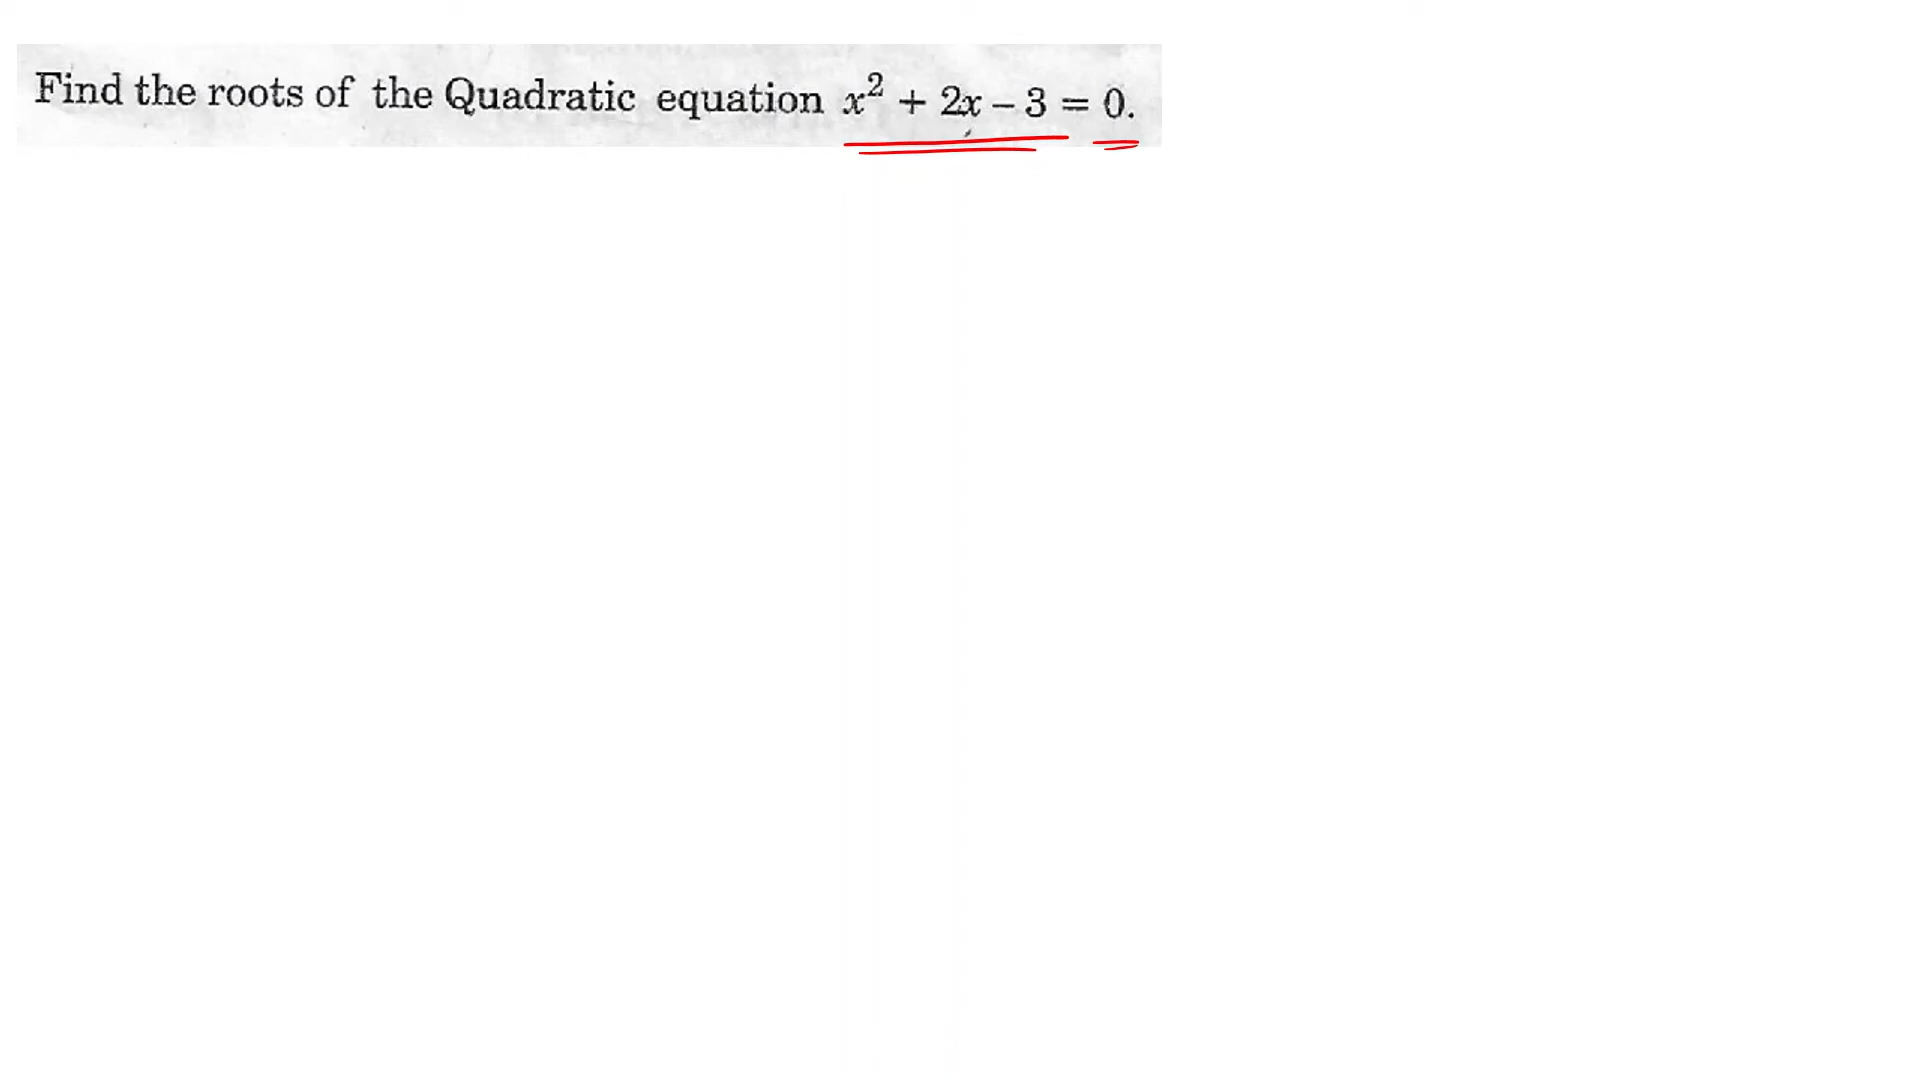 Find the roots of the Quadratic equation x² + 2x – 3 = 0.